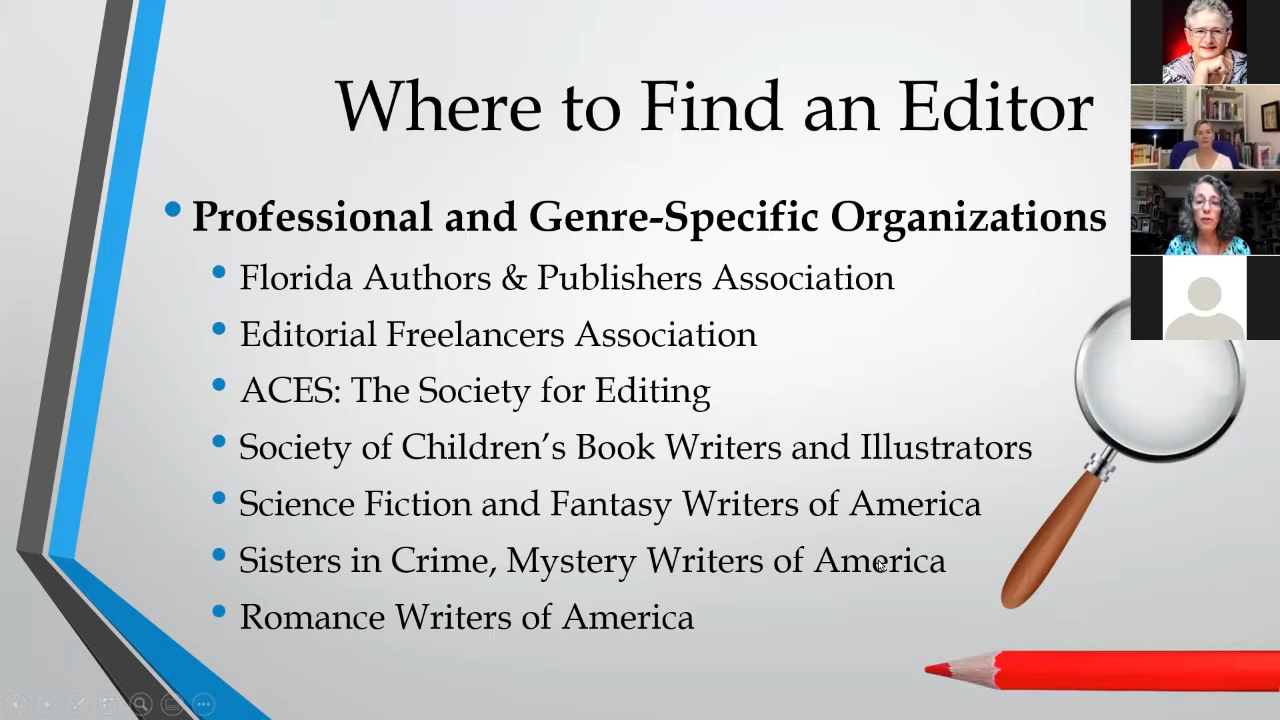 Where to Find an Editor
Professional and Genre-Specific Organizations
Florida Authors & Publishers Association
Editorial Freelancers Association
ACES: The Society for Editing
Society of Children’s Book Writers and Illustrators
Science Fiction and Fantasy Writers of America
Sisters in Crime, Mystery Writers of America
Romance Writers of America